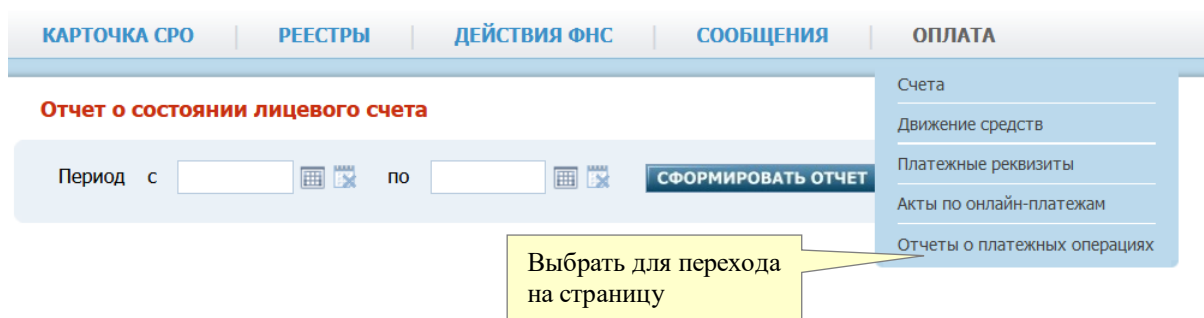 КАРТОЧКА СРО РЕЕСТРЫ ДЕЙСТВИЯ ФНС СООБЩЕНИЯ ОПЛАТА
Счета
Отчет о состоянии лицевого счета
Движение средств
Платежные реквизиты
Период с по СФОРМИРОВАТЬ ОТЧЕТ
Акты по онлайн-платежам
Отчеты о платежных операциях
Выбрать для перехода
на страницу